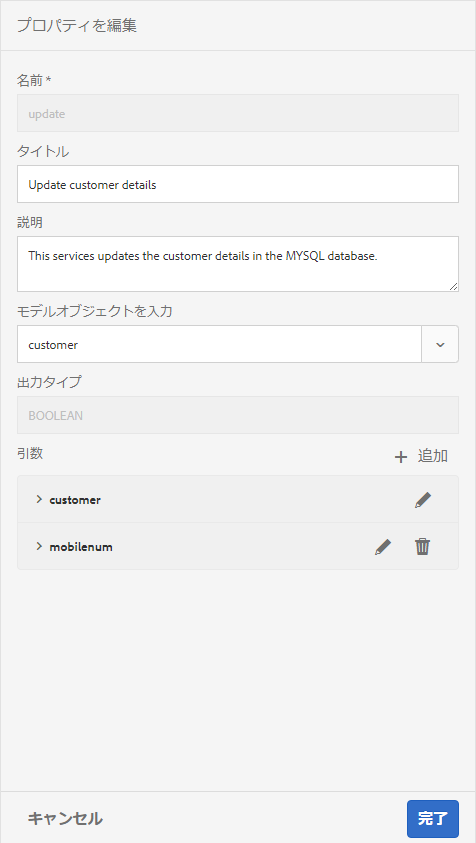 プロパティを編集
名前 *
update
タイトル
Update customer details
説明
This services updates the customer details in the MYSQL database.
モデルオブジェクトを入力
customer
出力タイプ
BOOLEAN
引数
追加
customer
mobilenum
キャンセル
完了